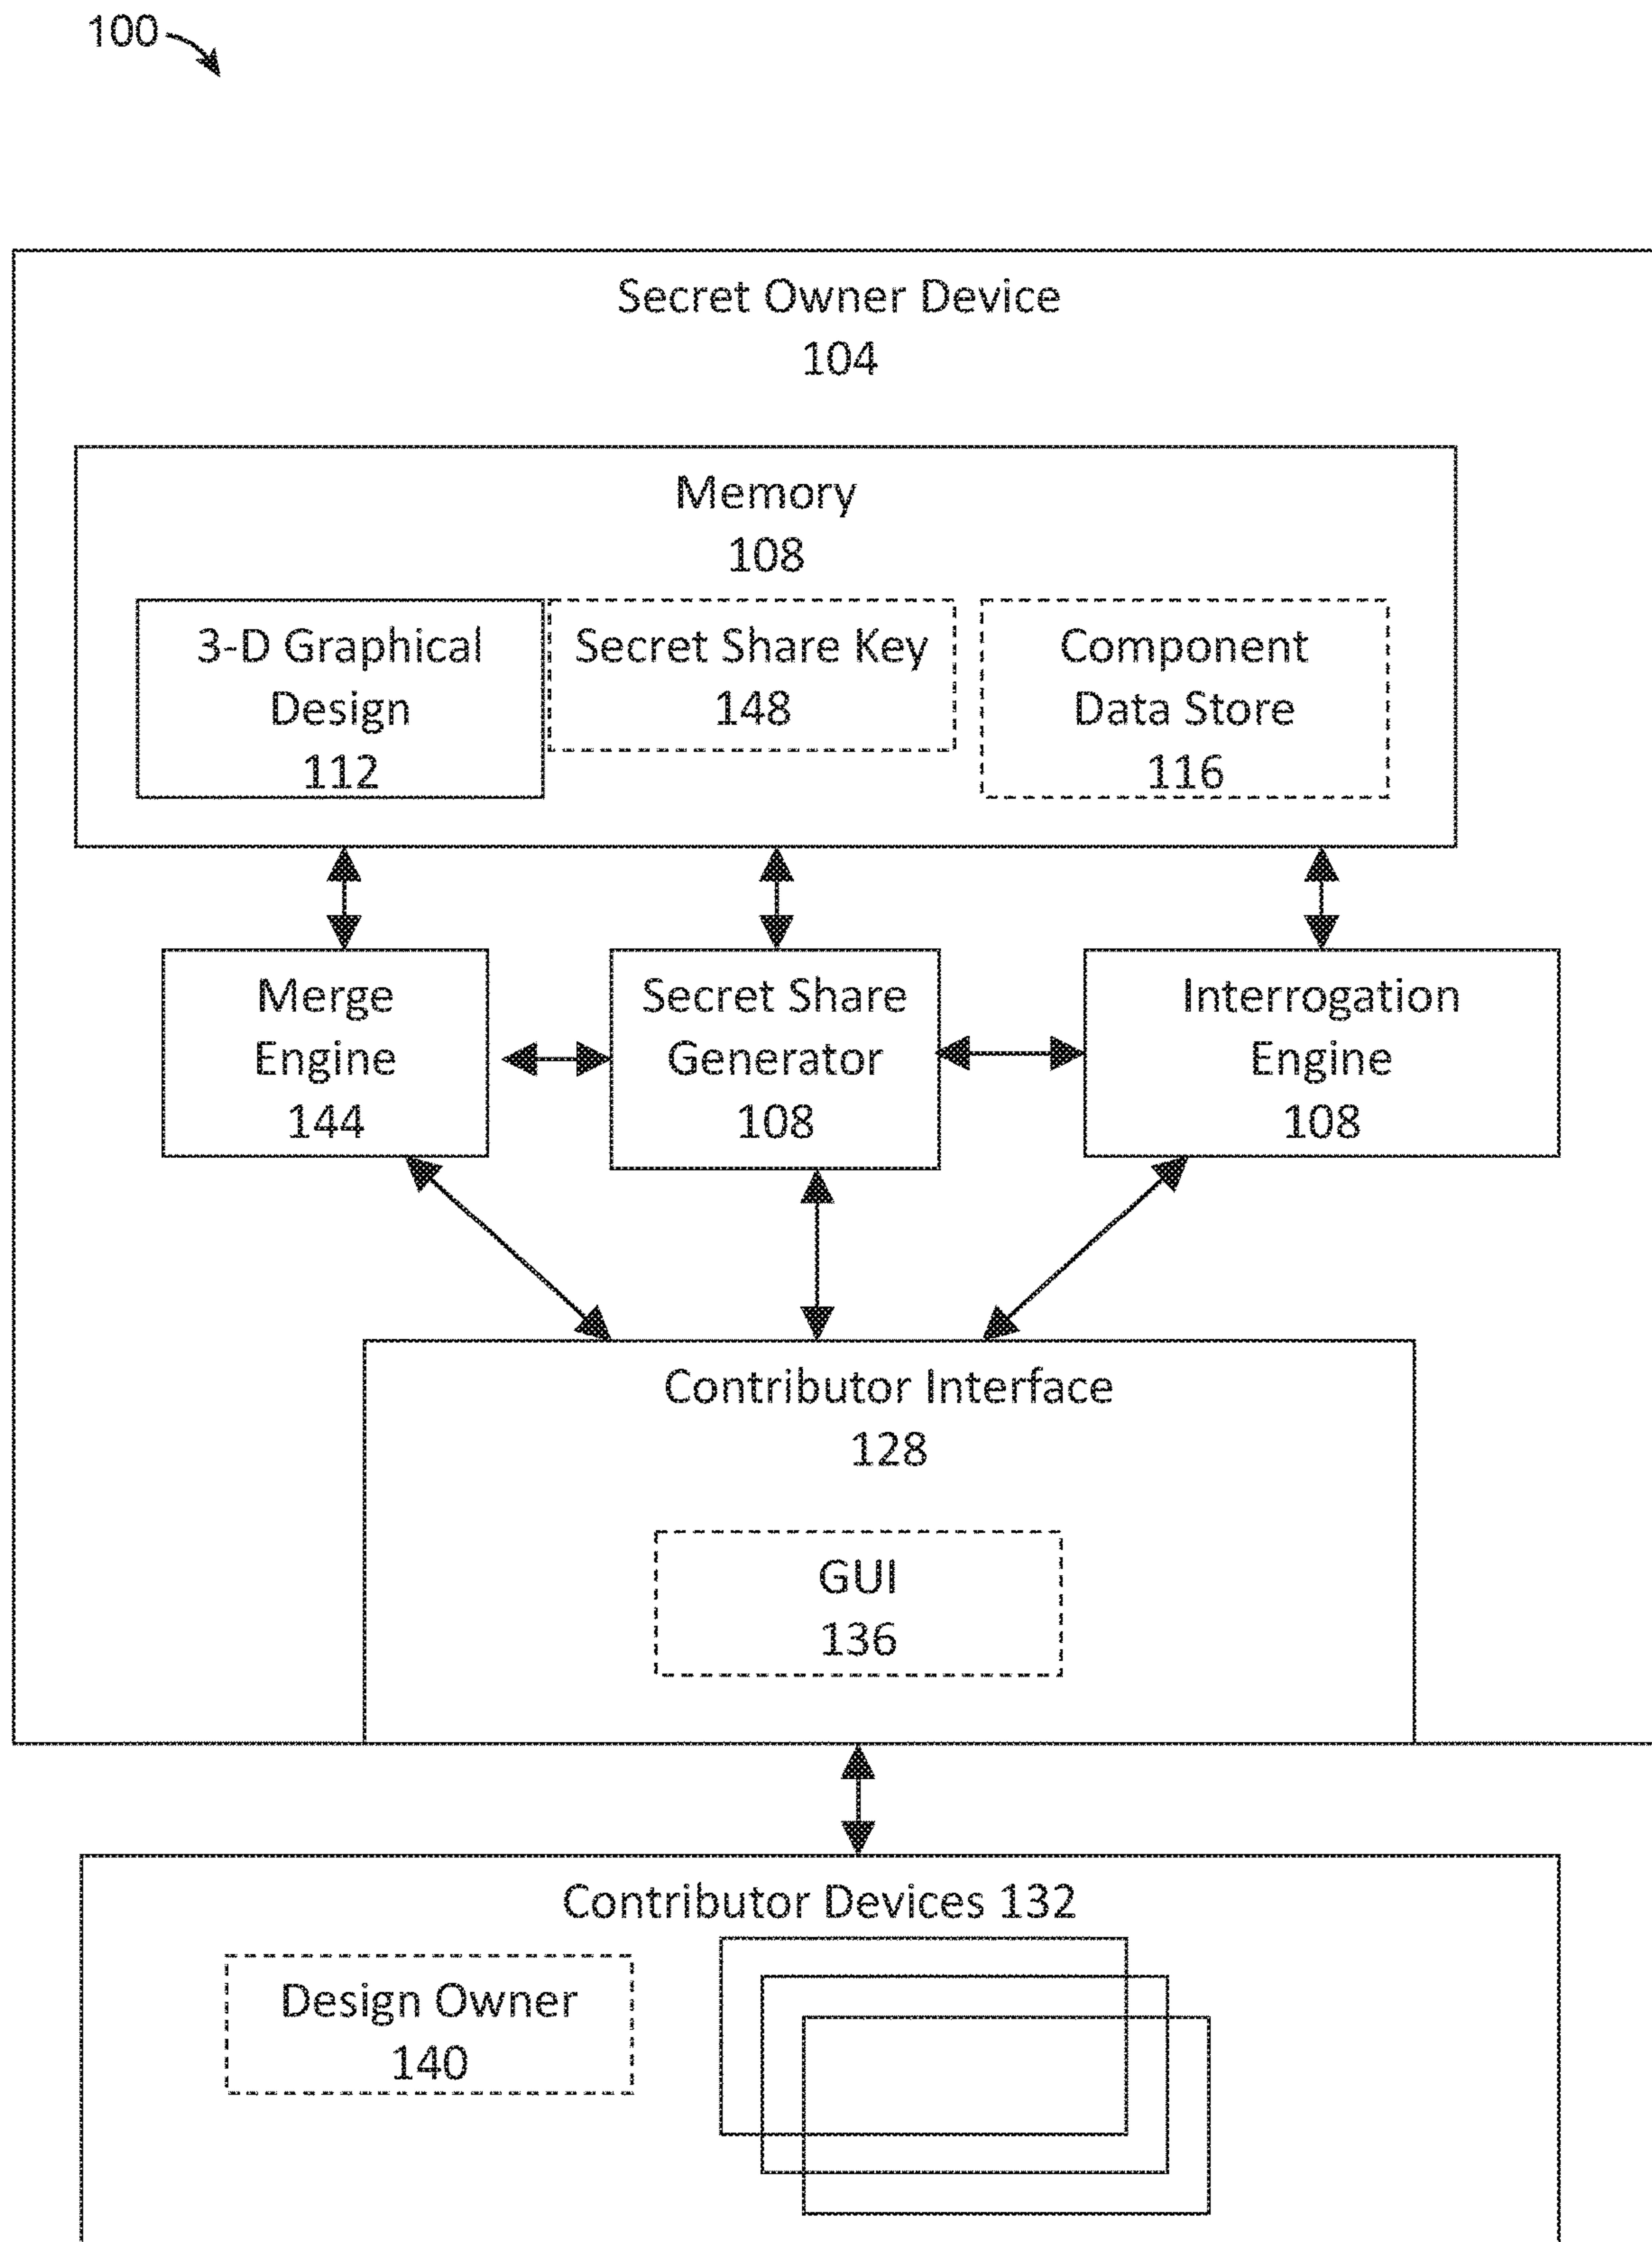 100
Secret Owner Device
104
Memory
108
3-D Graphical
Design
112
Secret Share Key
148
Component
Data Store
116
Merge
Engine
144
Secret Share
Generator
108
Interrogation
Engine
108
Contributor Interface
128
GUI
136
Contributor Devices 132
Design Owner
140